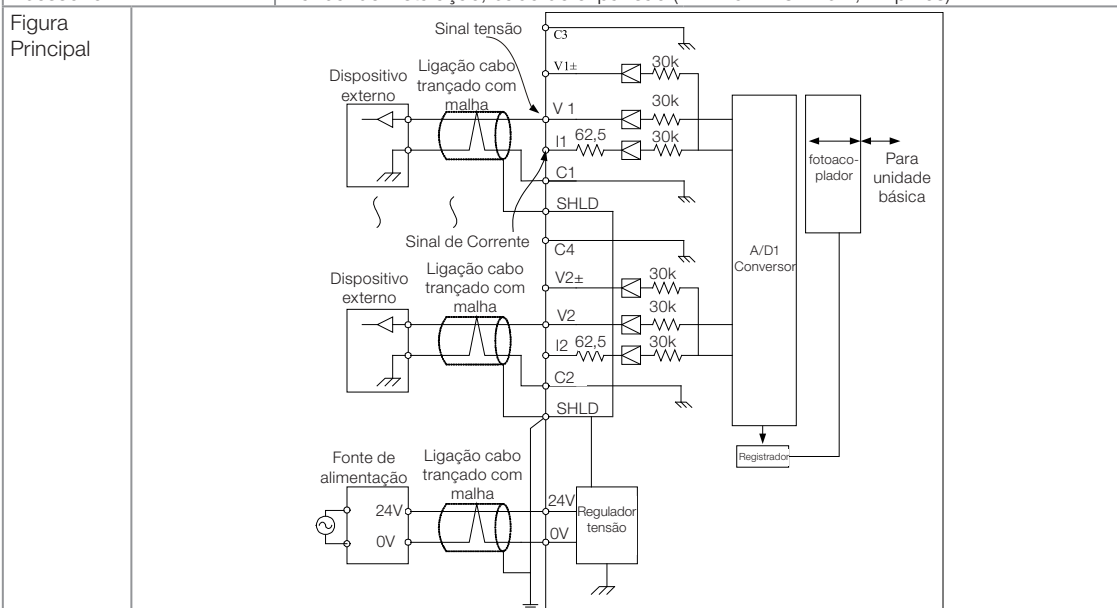 Figura
Principal
Sinal tensão
C3
V1±
30k
Dispositivo
externo
Ligação cabo
trançado com
malha
V 1
30k
I1
62,5
30k
C1
SHLD
Sinal de Corrente
A/D1
Conversor
fotoaco-
plador
Para
unidade
básica
C4
Dispositivo
externo
Ligação cabo
trançado com
malha
V2±
30k
V2
30k
I2
62,5
30k
C2
SHLD
Registrador
Fonte de
alimentação
24V
0V
Ligação cabo
trançado com
malha
24V
0V
Regulador
tensão